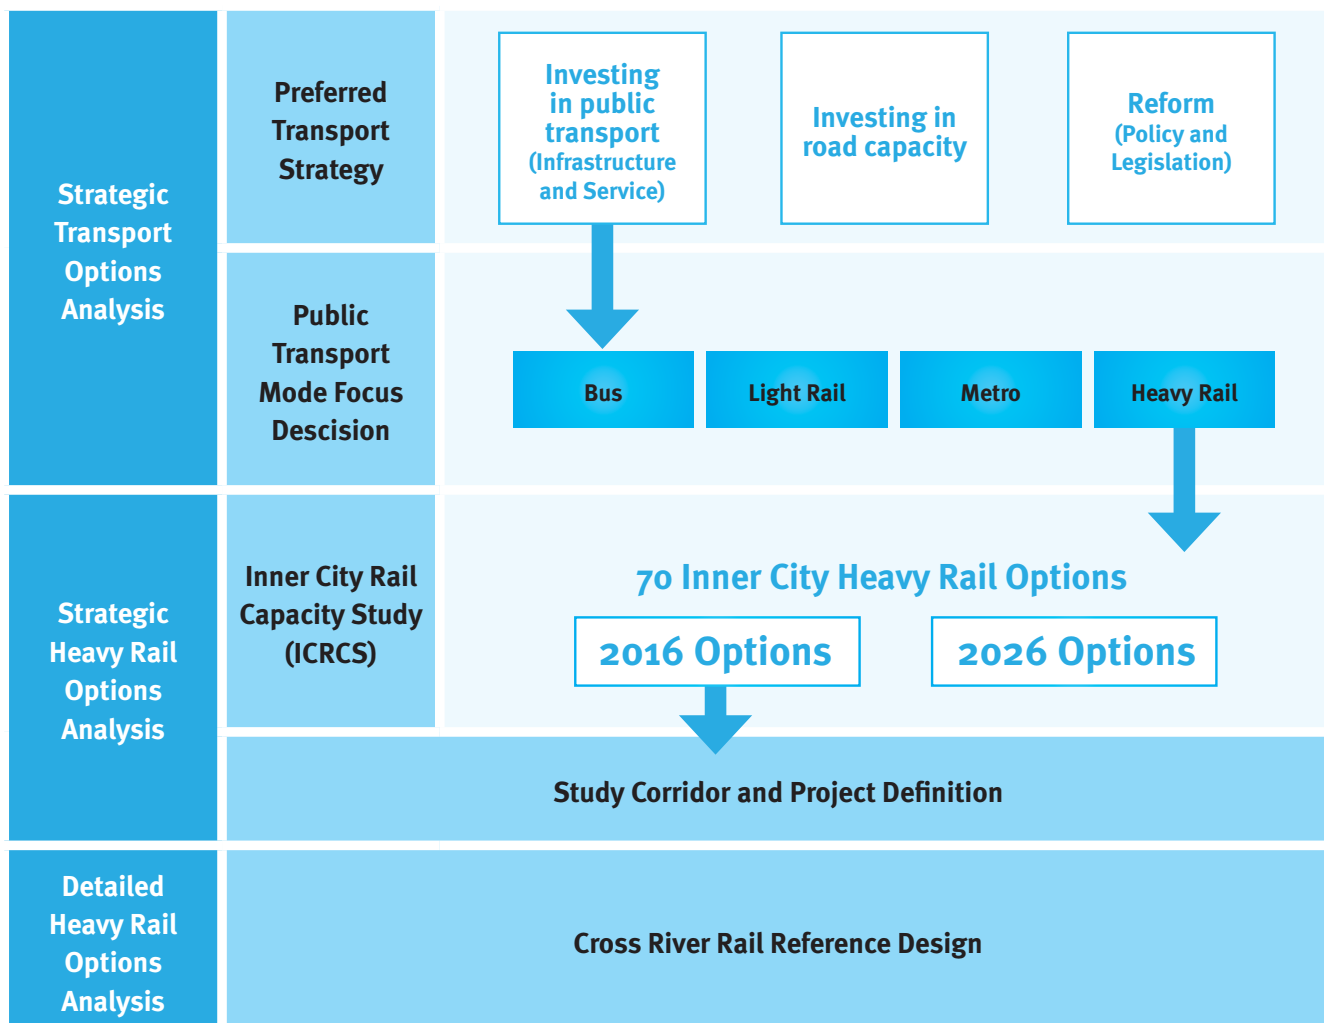 Strategic
Transport
Options
Analysis
Preferred
Transport
Strategy
Investing
in public
transport
(Infrastructure
and Service)
Investing in
road capacity
Reform
(Policy and
Legislation)
Public
Transport
Mode Focus
Descision
Bus
Light Rail
Metro
Heavy Rail
Strategic
Heavy Rail
Options
Analysis
Inner City Rail
Capacity Study
(ICRCS)
70 Inner City Heavy Rail Options
2016 Options
2026 Options
Study Corridor and Project Definition
Detailed
Heavy Rail
Options
Analysis
Cross River Rail Reference Design